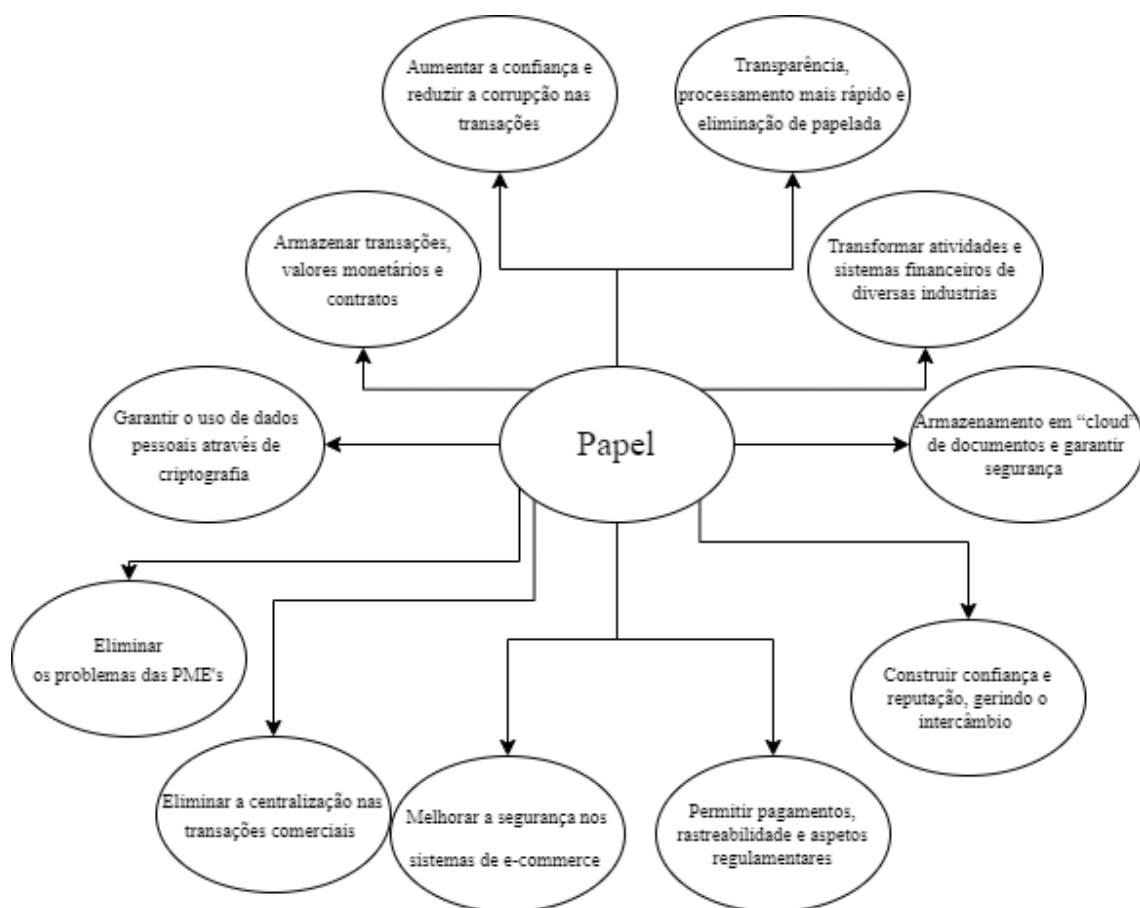 Aumentar a confiança e
reduzir a corrupção nas
transações
Transparência,
processamento mais rápido e
eliminação de papelada
Armazenar transações,
valores monetários e
contratos
Transformar atividades e
sistemas financeiros de
diversas industrias
Garantir o uso de dados
pessoais através de
criptografia
Papel
Armazenamento em “cloud”
de documentos e garantir
segurança
Eliminar
os problemas das PME's
Construir confiança e
reputação, gerindo o
intercâmbio
Eliminar a centralização nas
transações comerciais
Melhorar a segurança nos
sistemas de e-commerce
Permitir pagamentos,
rastreabilidade e aspetos
regulamentares